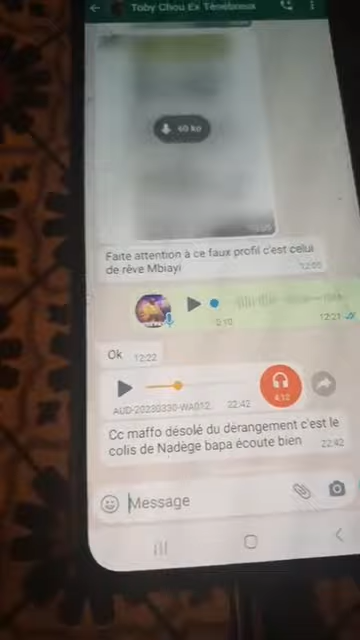 Toby Chou Ex Ténébreux
60 ko
Faite attention à ce faux profil c'est celui
de rêve Mbiayi
12:00
0:10
12:21
Ok 12:22
4:12
AUD-20230330-WA012. 22:42
Cc maffo désolé du dérangement c'est le
colis de Nadège bapa écoute bien 22:42
Message